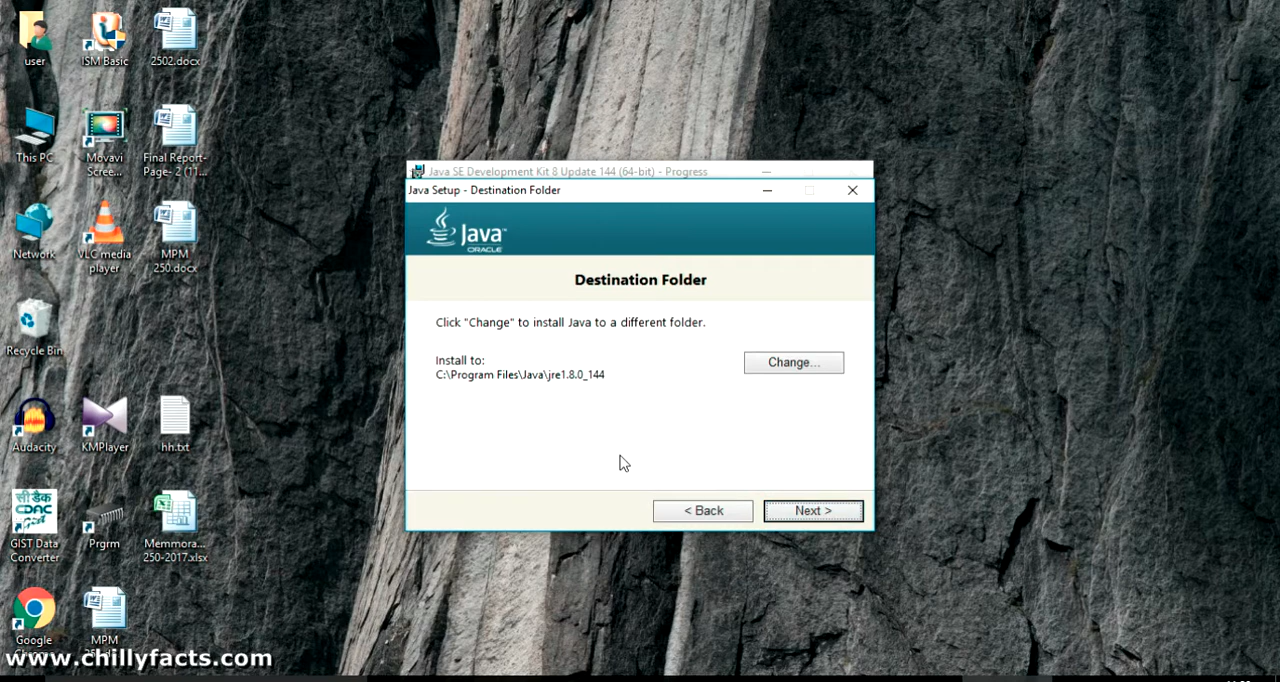 user
ISM Basic
2502.docx
This PC
Movavi
Scree...
Final Report-
Page- 2 (11...
Network
VLC media
player
MPM
250.docx
Recycle Bin
Audacity
KMPlayer
hh.txt
सी डैक
CDAC
GIST Data
Converter
Prgrm
Memmora...
250-2017.xlsx
Google
MPM
www.chillyfacts.com
Java SE Development Kit 8 Update 144 (64-bit) - Progress
Java Setup - Destination Folder
Java™
ORACLE
Destination Folder
Click "Change" to install Java to a different folder.
Install to:
C:\Program Files\Java\jre1.8.0_144
Change...
< Back
Next >